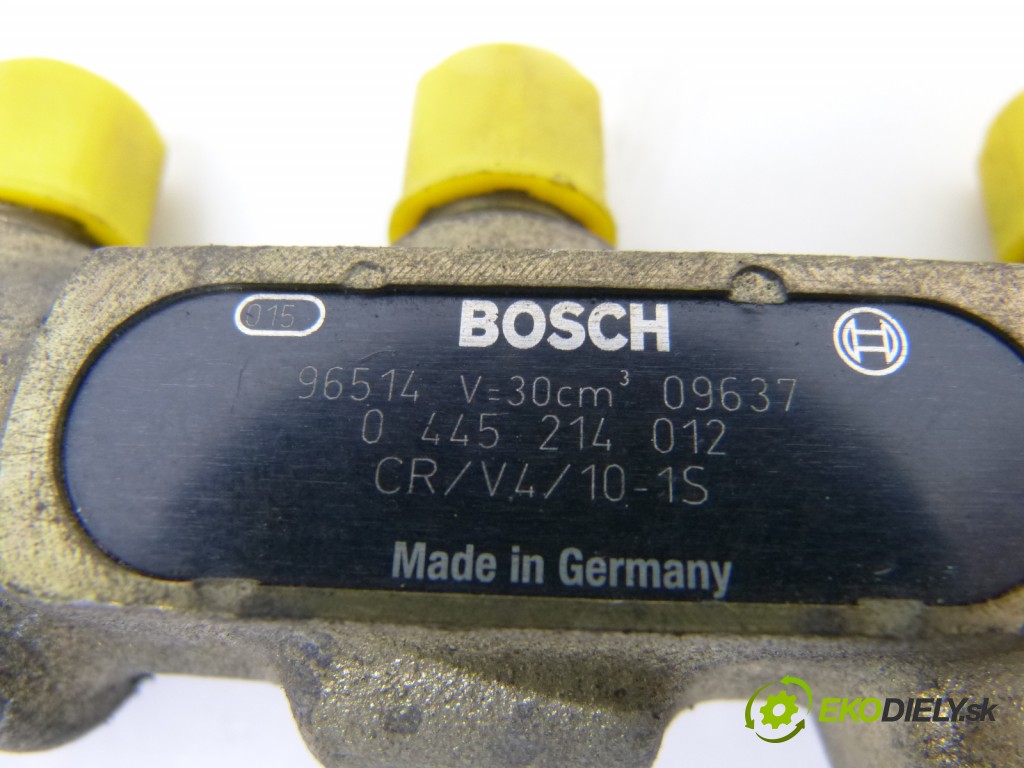 015
BOSCH
96514 V=30cm³ 09637
0 445 214 012
CR/V4/10-1S
Made in Germany
EKODIELY.sk